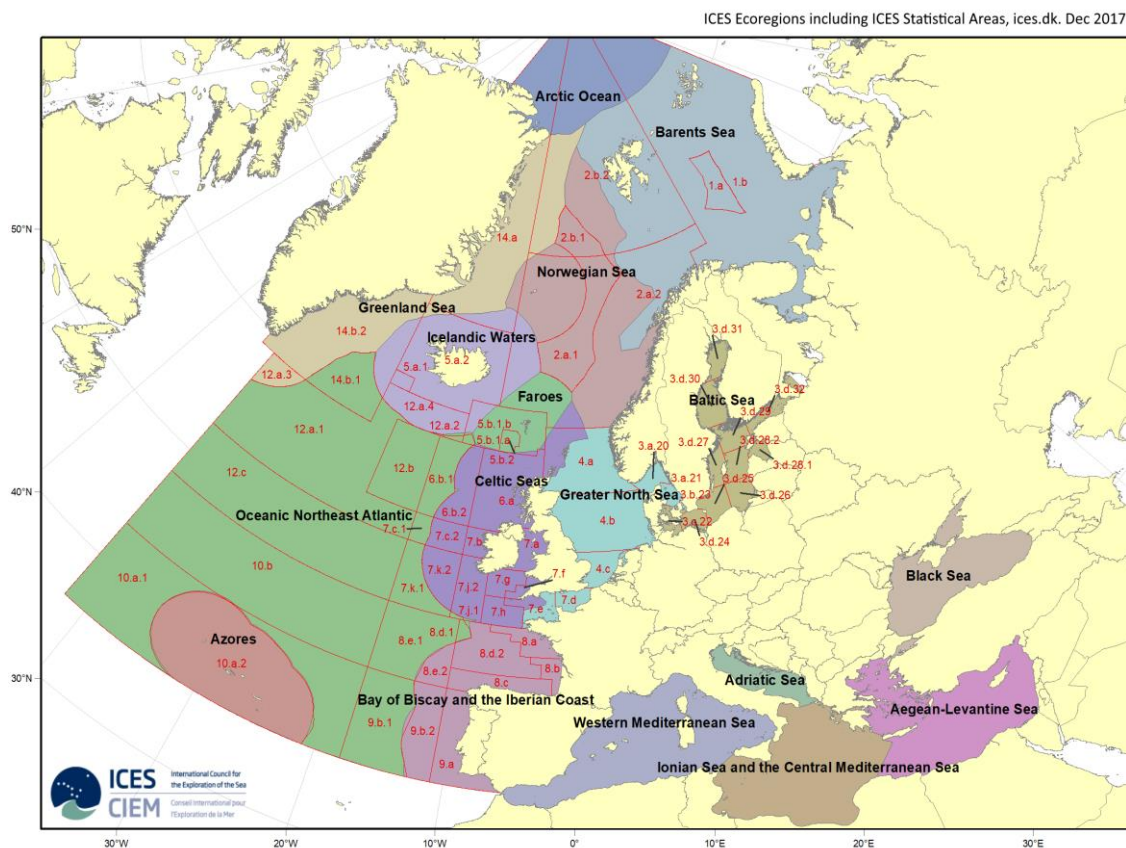 ICES Ecoregions including ICES Statistical Areas, ices.dk. Dec 2017
Arctic Ocean
Barents Sea
2.b.2
1.a
1.b
50°N
14.a
2.b.1
Norwegian Sea
2.a.2
Greenland Sea
14.b.2
Icelandic Waters
3.d.31
5.a.1
5.a.2
2.a.1
12.a.3
14.b.1
3.d.30
3.d.32
Faroes
Baltic Sea
12.a.4
3.d.29
12.a.2
5.b.1.b
12.a.1
5.b.1.a
3.a.20
3.d.27
3.d.28.2
5.b.2
4.a
3.d.28.1
12.c
12.b
6.b.1
Celtic Seas
3.a.21
3.d.25
40°N
6.a
Greater North Sea
3.b.23
3.d.26
Oceanic Northeast Atlantic
6.b.2
4.b
3.c.22
7.c.1
7.c.2
7.b
7.a
3.d.24
10.a.1
10.b
7.k.2
7.g
7.f
4.c
Black Sea
7.k.1
7.j.2
7.j.1
7.h
7.e
7.d
Azores
8.d.1
8.e.1
8.a
10.a.2
8.d.2
30°N
8.e.2
8.b
8.c
Adriatic Sea
Bay of Biscay and the Iberian Coast
Aegean-Levantine Sea
9.b.1
9.b.2
Western Mediterranean Sea
9.a
Ionian Sea and the Central Mediterranean Sea
ICES
CIEM
International Council for
the Exploration of the Sea
Conseil International pour
l'Exploration de la Mer
30°W
20°W
10°W
0°
10°E
20°E
30°E